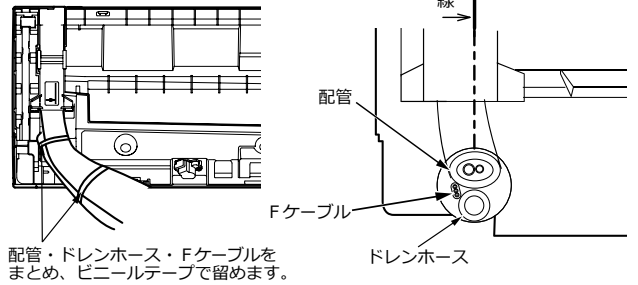 線
配管
Fケーブル
ドレンホース
配管・ドレンホース・Fケーブルを
まとめ、ビニールテープで留めます。